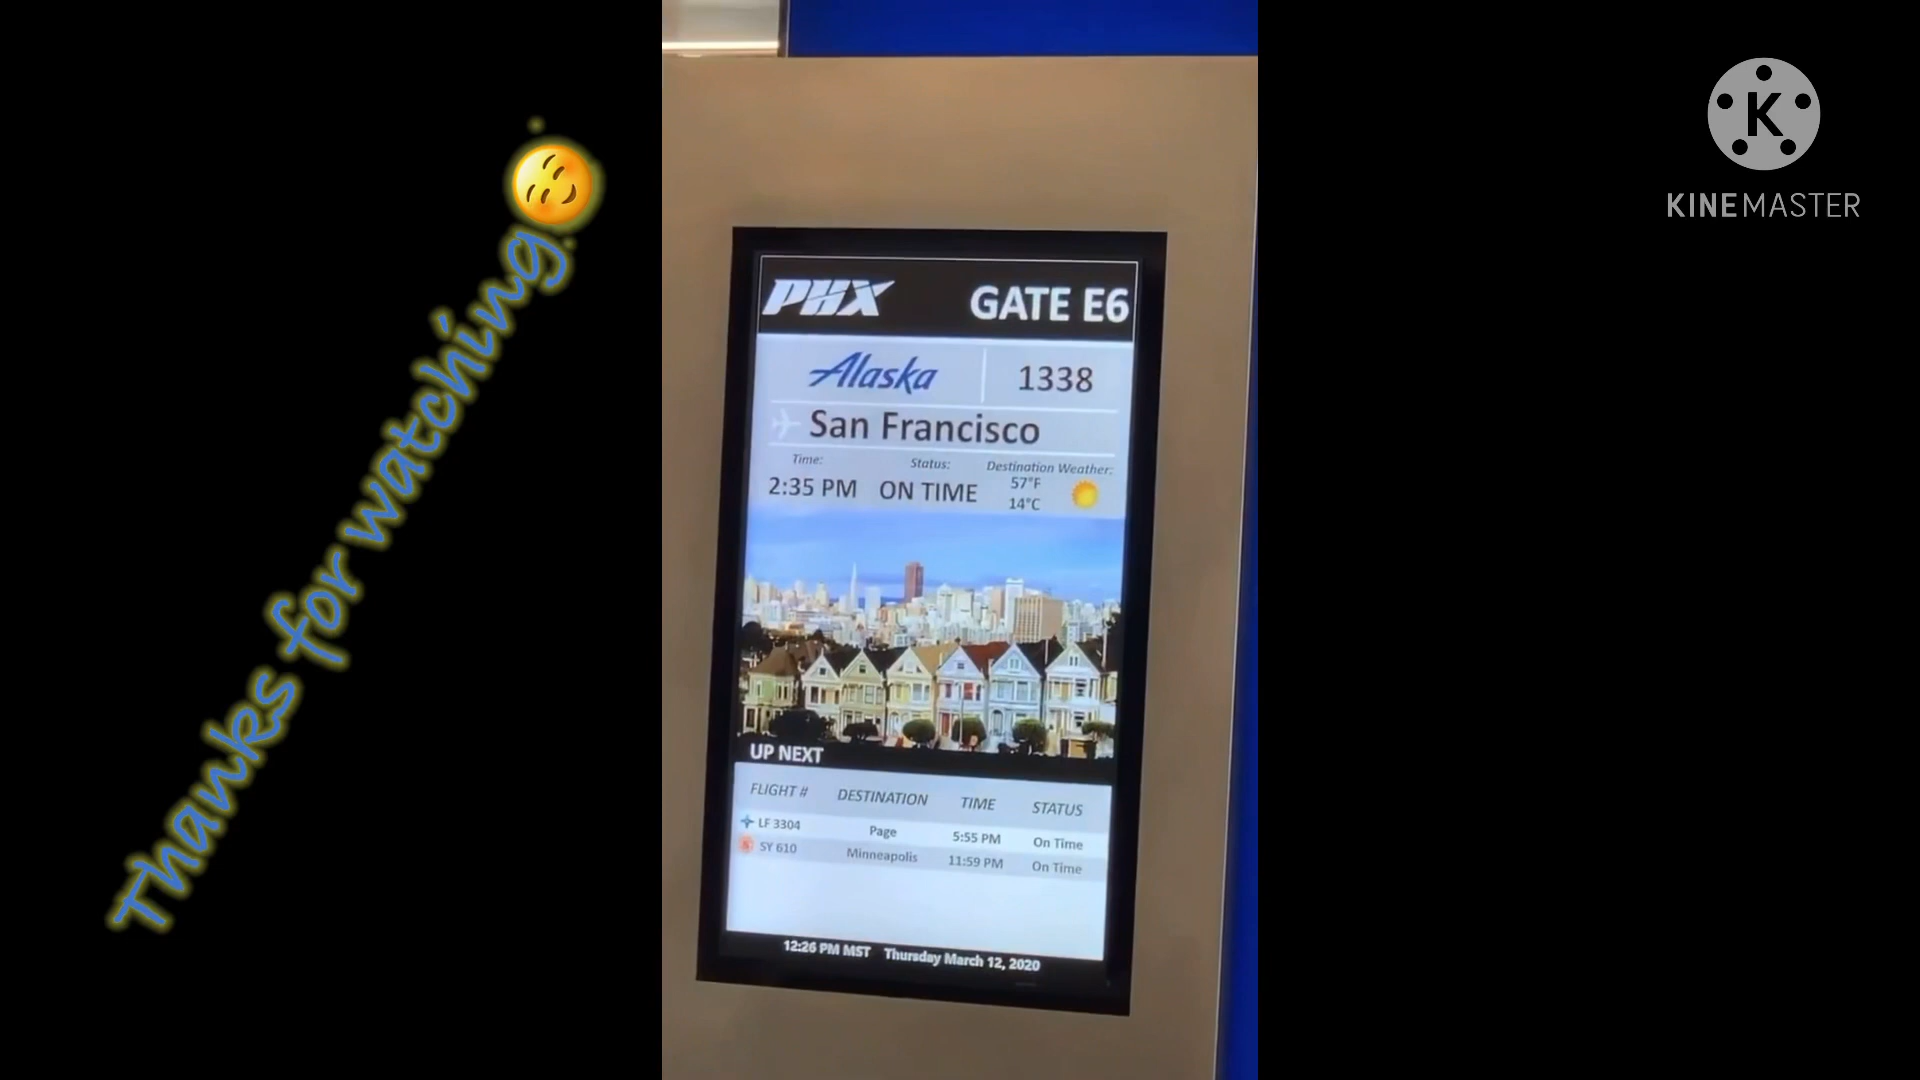 Thanks for watching
K
KINEMASTER
PHX GATE E6
Alaska 1338
San Francisco
Time: Status: Destination Weather:
2:35 PM ON TIME 57°F
14°C
UP NEXT
FLIGHT # DESTINATION TIME STATUS
LF 3304 Page 5:55 PM On Time
SY 610 Minneapolis 11:59 PM On Time
12:26 PM MST Thursday March 12, 2020